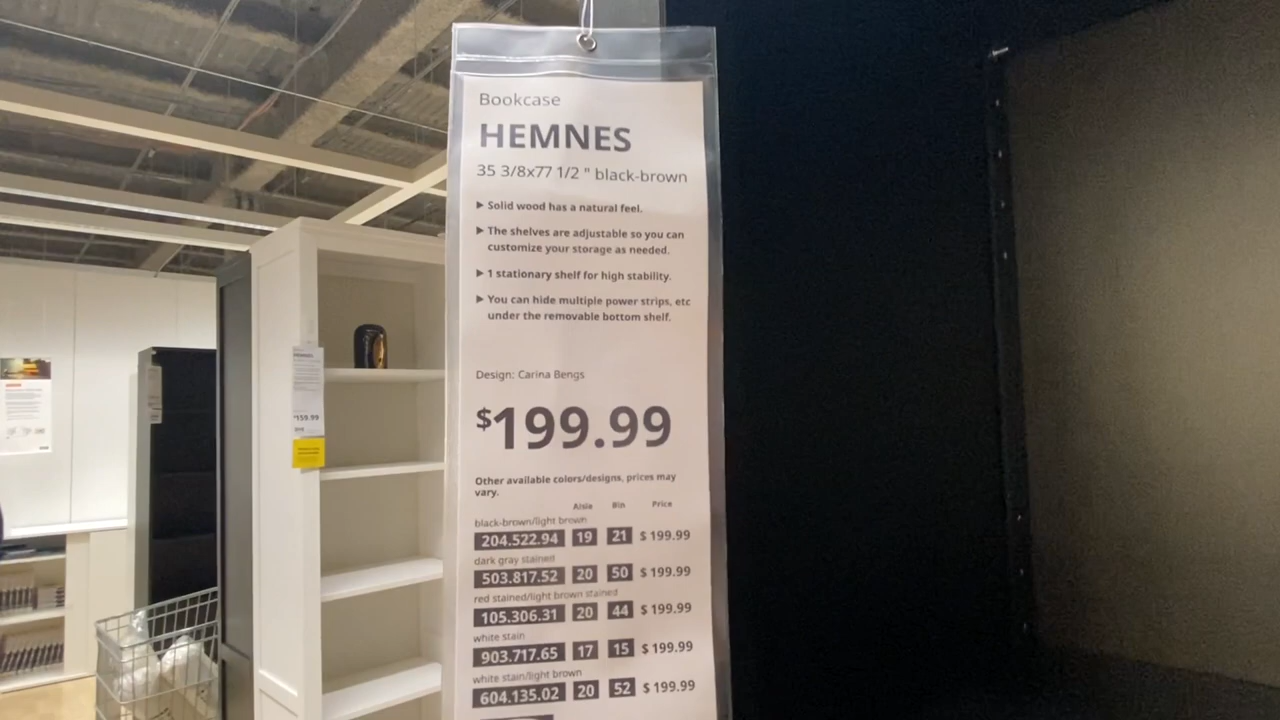 Bookcase
HEMNES
35 3/8x77 1/2 " black-brown
▶ Solid wood has a natural feel.
▶ The shelves are adjustable so you can
customize your storage as needed.
▶ 1 stationary shelf for high stability.
▶ You can hide multiple power strips, etc
under the removable bottom shelf.
Design: Carina Bengs
$199.99
Other available colors/designs, prices may
vary.
Aisle Bin Price
black-brown/light brown
204.522.94 19 21 $ 199.99
dark gray stained
503.817.52 20 50 $ 199.99
red stained/light brown stained
105.306.31 20 44 $ 199.99
white stain
903.717.65 17 15 $ 199.99
white stain/light brown
604.135.02 20 52 $ 199.99
HEMNES
$159.99